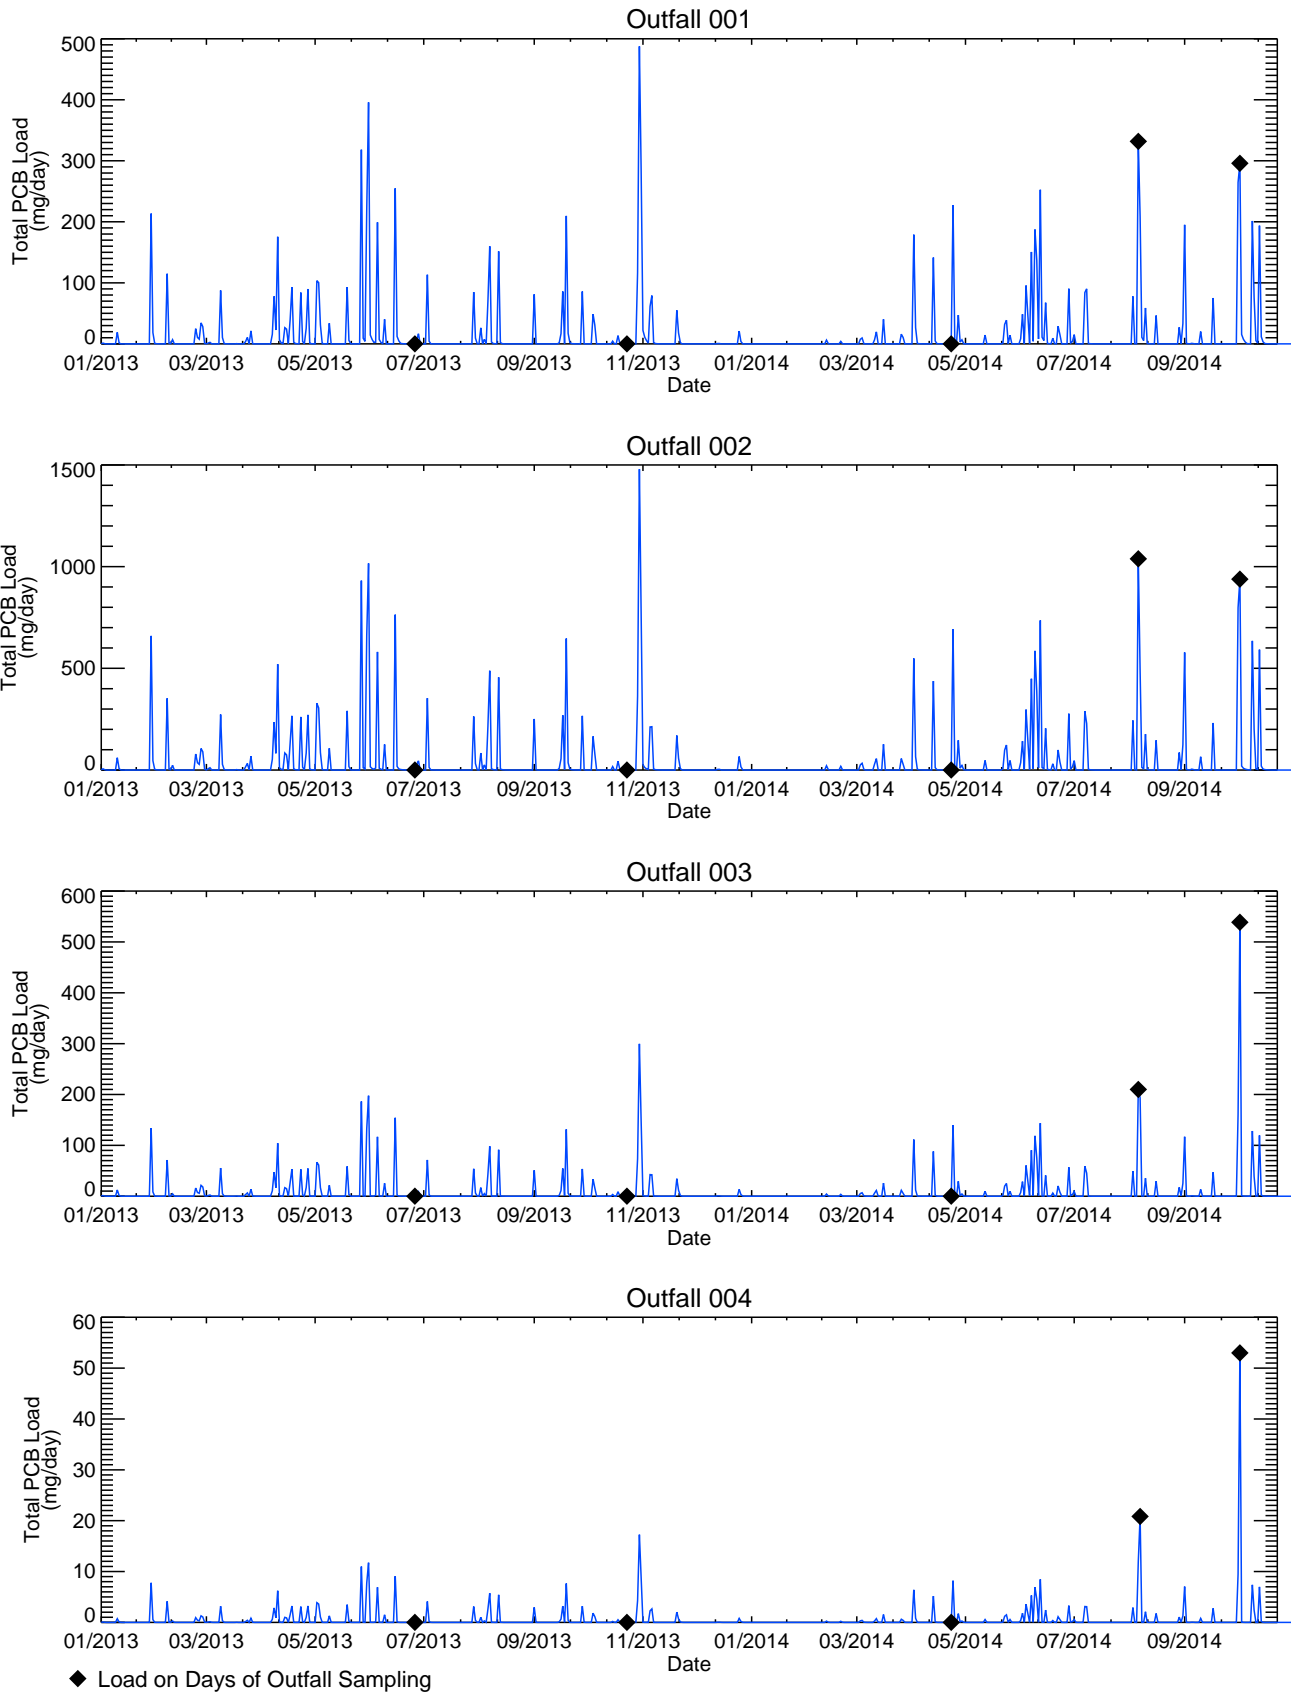 Outfall 001
500
400
300
200
100
0
Total PCB Load
(mg/day)
01/2013 03/2013 05/2013 07/2013 09/2013 11/2013 01/2014 03/2014 05/2014 07/2014 09/2014
Date
Outfall 002
1500
1000
500
0
Total PCB Load
(mg/day)
01/2013 03/2013 05/2013 07/2013 09/2013 11/2013 01/2014 03/2014 05/2014 07/2014 09/2014
Date
Outfall 003
600
500
400
300
200
100
0
Total PCB Load
(mg/day)
01/2013 03/2013 05/2013 07/2013 09/2013 11/2013 01/2014 03/2014 05/2014 07/2014 09/2014
Date
Outfall 004
60
50
40
30
20
10
0
Total PCB Load
(mg/day)
01/2013 03/2013 05/2013 07/2013 09/2013 11/2013 01/2014 03/2014 05/2014 07/2014 09/2014
Date
Load on Days of Outfall Sampling